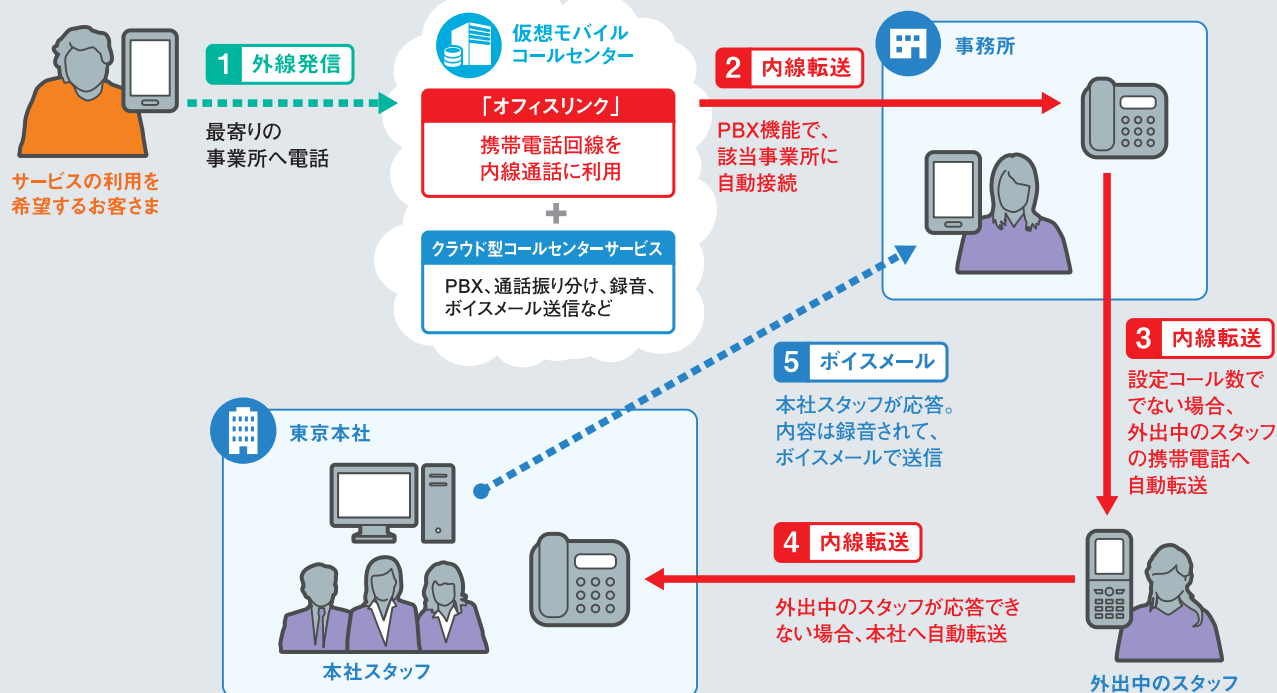 サービスの利用を
希望するお客さま
1 外線発信
最寄りの
事業所へ電話
仮想モバイル
コールセンター
「オフィスリンク」
携帯電話回線を
内線通話に利用
+
クラウド型コールセンターサービス
PBX、通話振り分け、録音、
ボイスメール送信など
2 内線転送
PBX機能で、
該当事業所に
自動接続
事務所
3 内線転送
設定コール数で
でない場合、
外出中のスタッフ
の携帯電話へ
自動転送
外出中のスタッフ
4 内線転送
外出中のスタッフが応答でき
ない場合、本社へ自動転送
5 ボイスメール
本社スタッフが応答。
内容は録音されて、
ボイスメールで送信
東京本社
本社スタッフ